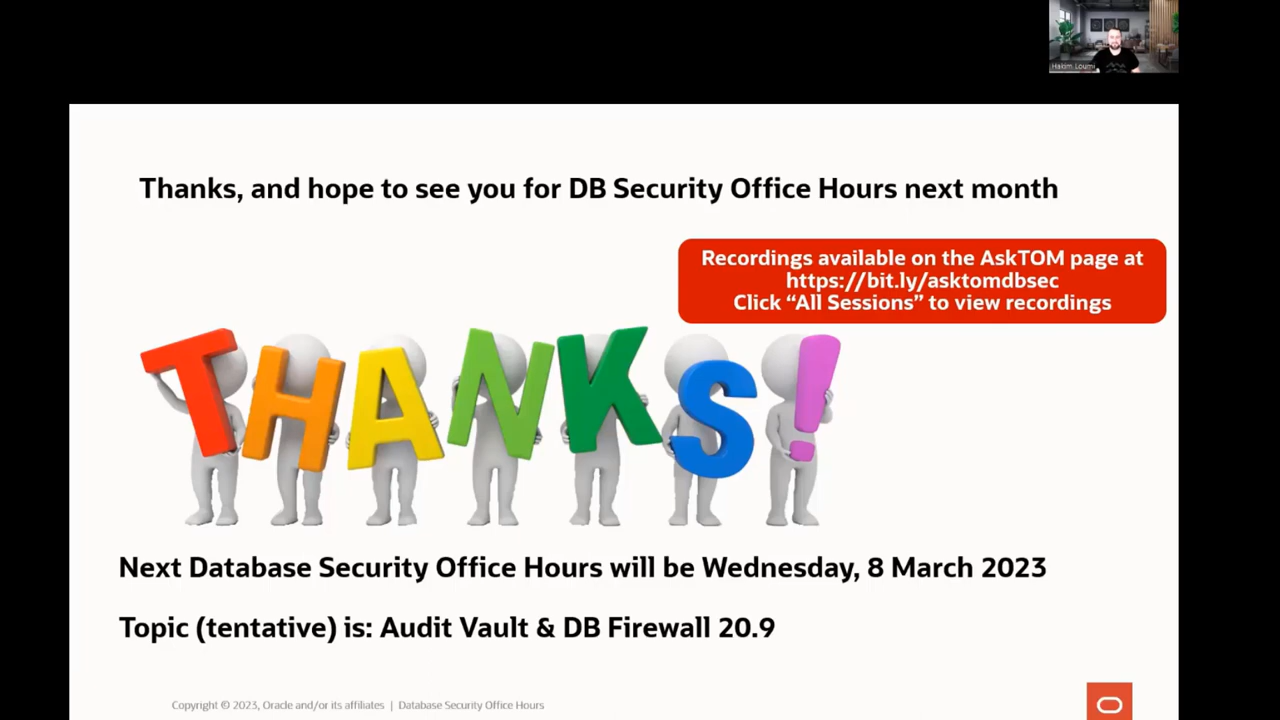 Hakim Loumi
Thanks, and hope to see you for DB Security Office Hours next month
Recordings available on the AskTOM page at
https://bit.ly/asktomdbsec
Click “All Sessions” to view recordings
THANKS!
Next Database Security Office Hours will be Wednesday, 8 March 2023
Topic (tentative) is: Audit Vault & DB Firewall 20.9
Copyright © 2023, Oracle and/or its affiliates | Database Security Office Hours